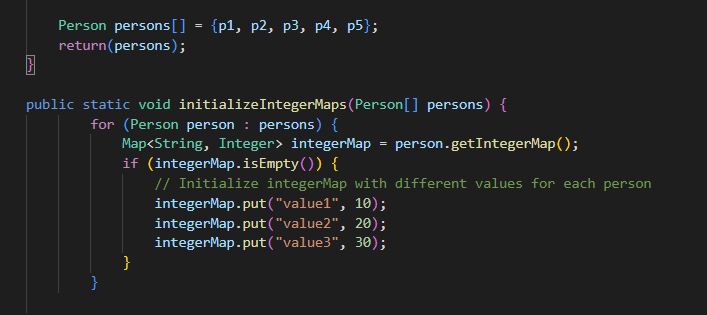 Person persons[] = {p1, p2, p3, p4, p5};
return(persons);
}
public static void initializeIntegerMaps(Person[] persons) {
for (Person person : persons) {
Map<String, Integer> integerMap = person.getIntegerMap();
if (integerMap.isEmpty()) {
// Initialize integerMap with different values for each person
integerMap.put("value1", 10);
integerMap.put("value2", 20);
integerMap.put("value3", 30);
}
}